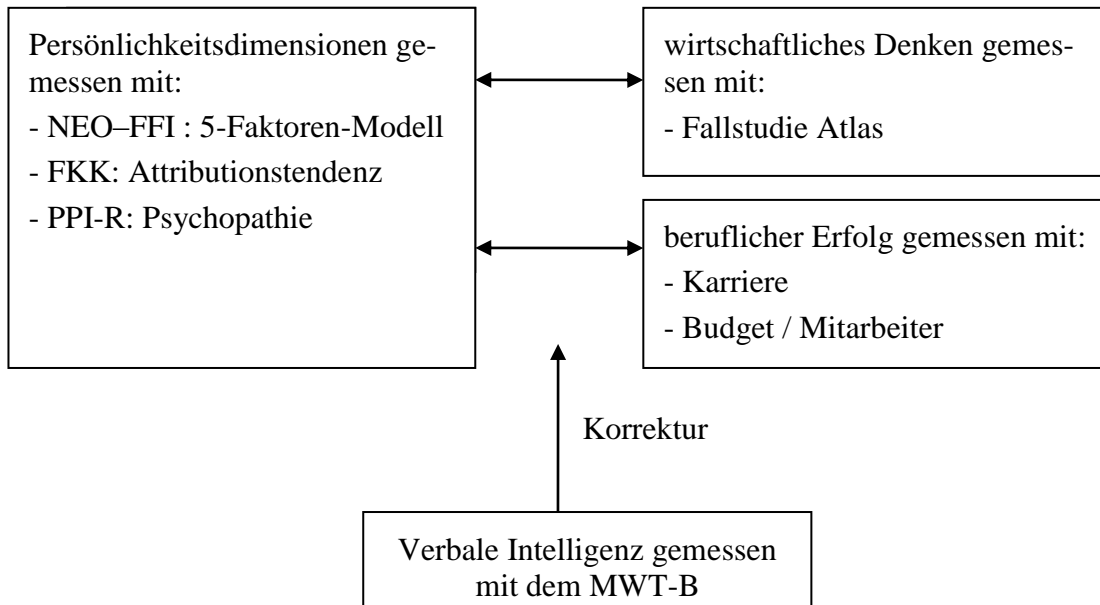 Persönlichkeitsdimensionen ge-
messen mit:
- NEO–FFI : 5-Faktoren-Modell
- FKK: Attributionstendenz
- PPI-R: Psychopathie
wirtschaftliches Denken gemes-
sen mit:
- Fallstudie Atlas
beruflicher Erfolg gemessen mit:
- Karriere
- Budget / Mitarbeiter
Korrektur
Verbale Intelligenz gemessen
mit dem MWT-B